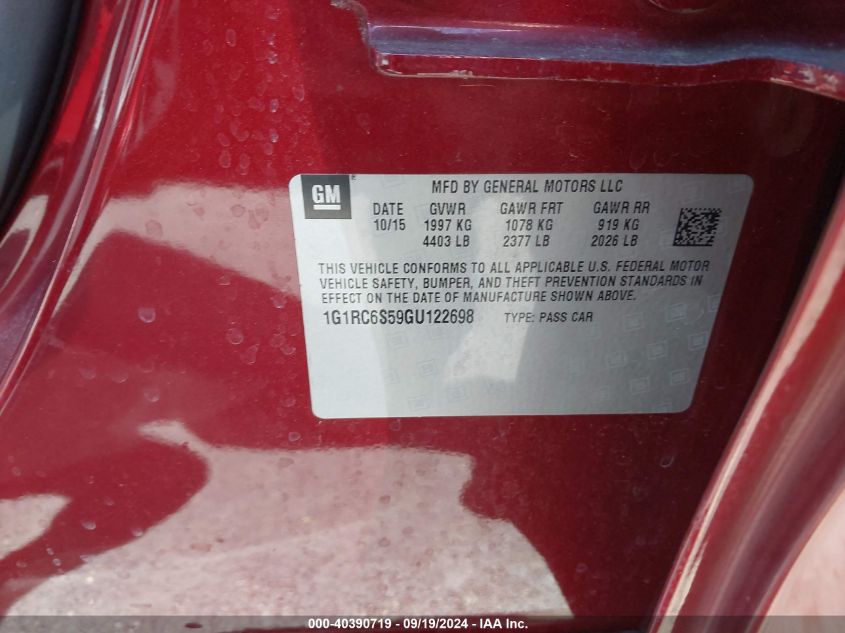 GM
MFD BY GENERAL MOTORS LLC
DATE GVWR GAWR FRT GAWR RR
10/15 1997 KG 1078 KG 919 KG
4403 LB 2377 LB 2026 LB
THIS VEHICLE CONFORMS TO ALL APPLICABLE U.S. FEDERAL MOTOR
VEHICLE SAFETY, BUMPER, AND THEFT PREVENTION STANDARDS IN
EFFECT ON THE DATE OF MANUFACTURE SHOWN ABOVE.
1G1RC6S59GU122698 TYPE: PASS CAR
000-40390719 - 09/19/2024 - IAA Inc.